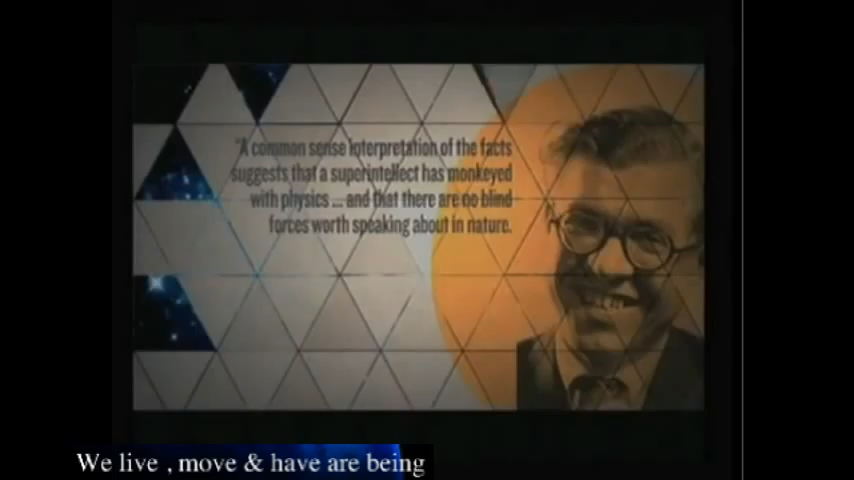 "A common sense interpretation of the facts
suggests that a superintellect has monkeyed
with physics ... and that there are no blind
forces worth speaking about in nature.
We live , move & have are being